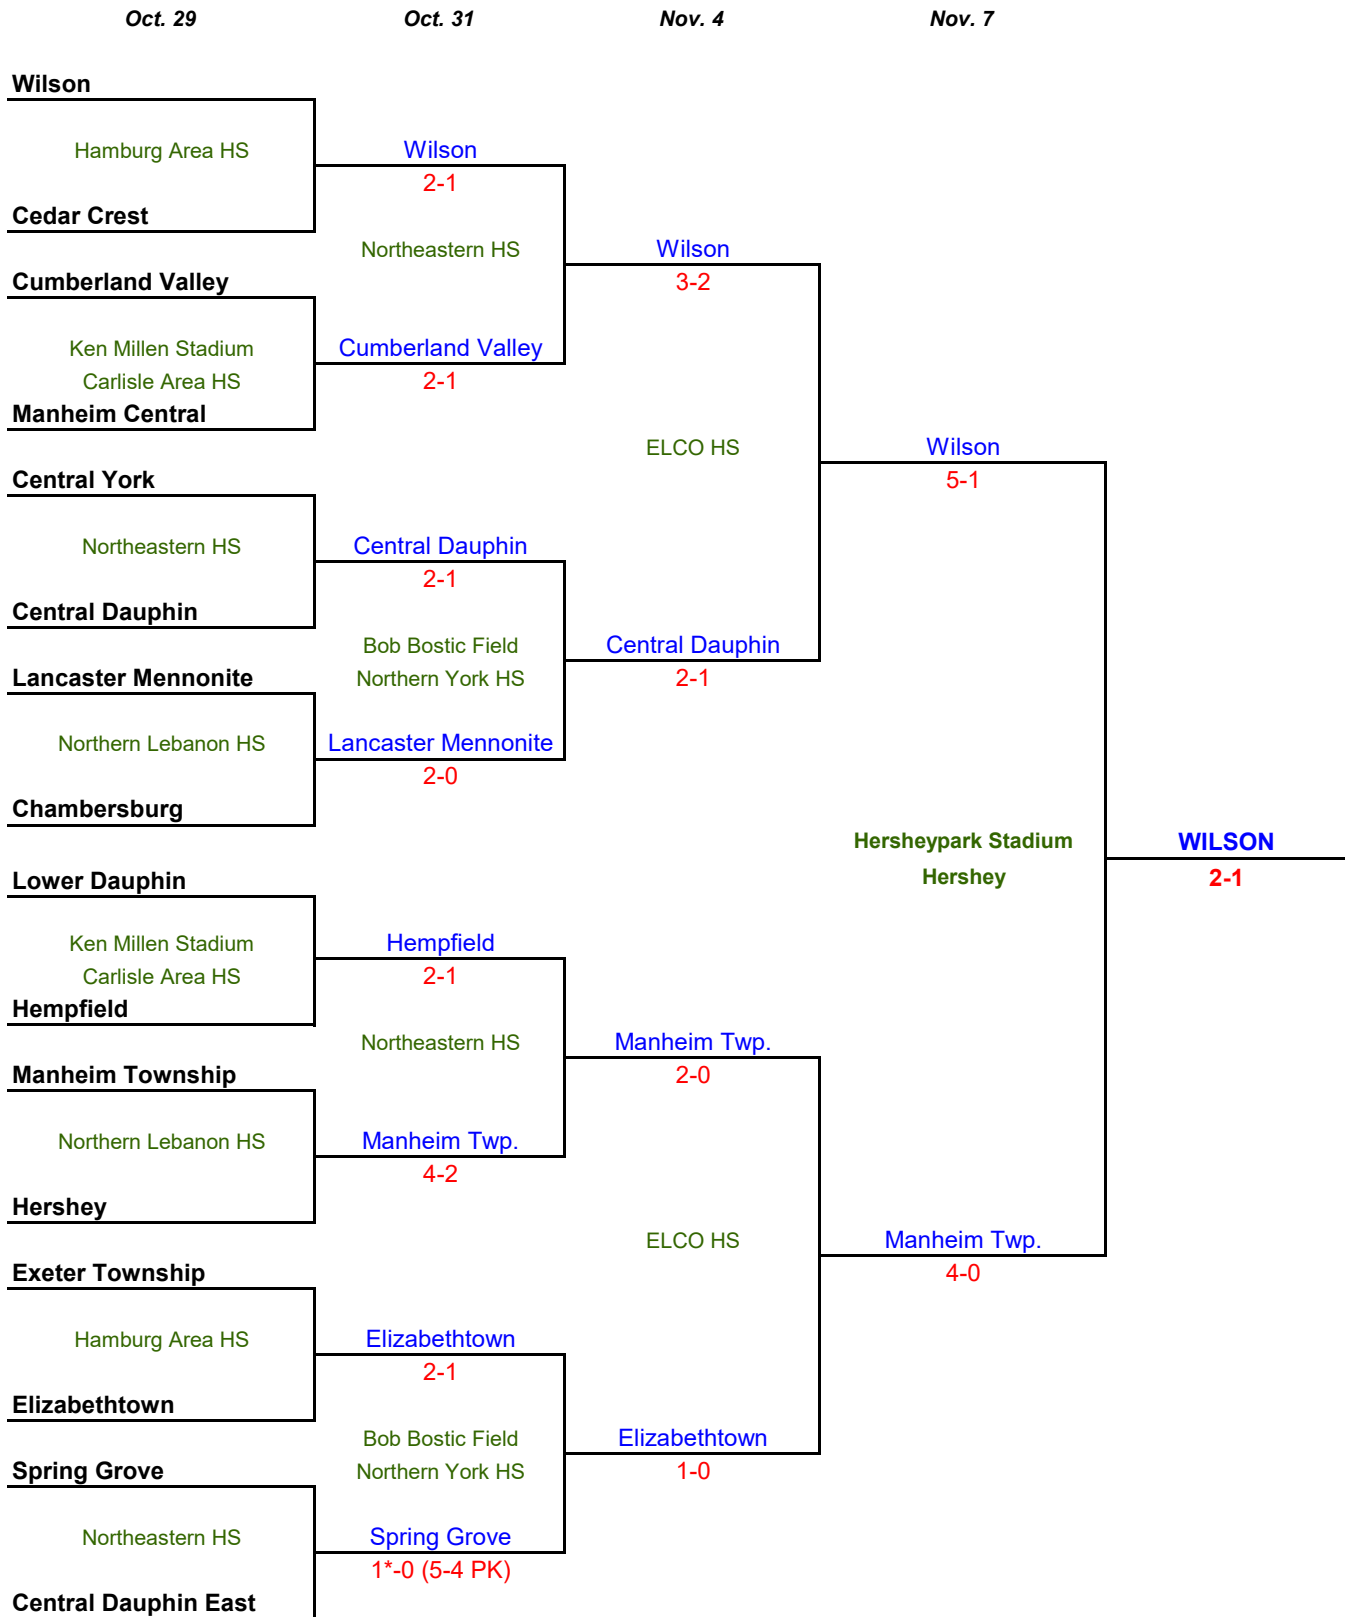 Oct. 29 Oct. 31 Nov. 4 Nov. 7
Wilson
Hamburg Area HS
Wilson
2-1
Cedar Crest
Northeastern HS
Wilson
3-2
Cumberland Valley
Ken Millen Stadium
Carlisle Area HS
Cumberland Valley
2-1
Manheim Central
ELCO HS
Wilson
5-1
Central York
Northeastern HS
Central Dauphin
2-1
Central Dauphin
Bob Bostic Field
Northern York HS
Central Dauphin
2-1
Lancaster Mennonite
Northern Lebanon HS
Lancaster Mennonite
2-0
Chambersburg
Hersheypark Stadium
Hershey
WILSON
2-1
Lower Dauphin
Ken Millen Stadium
Carlisle Area HS
Hempfield
2-1
Hempfield
Northeastern HS
Manheim Twp.
2-0
Manheim Township
Northern Lebanon HS
Manheim Twp.
4-2
Hershey
ELCO HS
Manheim Twp.
4-0
Exeter Township
Hamburg Area HS
Elizabethtown
2-1
Elizabethtown
Bob Bostic Field
Northern York HS
Elizabethtown
1-0
Spring Grove
Northeastern HS
Spring Grove
1*-0 (5-4 PK)
Central Dauphin East